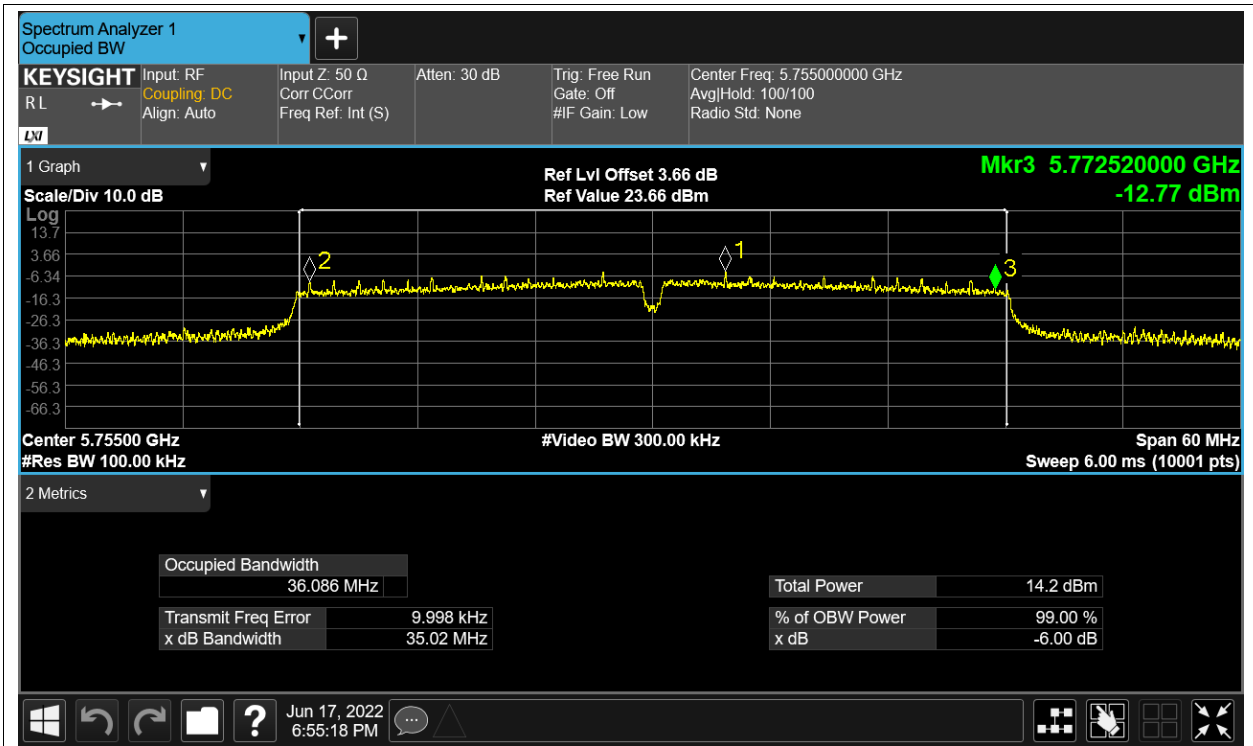 Spectrum Analyzer 1
Occupied BW
KEYSIGHT
R L
LXI
Input: RF
Coupling: DC
Align: Auto
Input Z: 50 Ω
Corr CCorr
Freq Ref: Int (S)
Atten: 30 dB
Trig: Free Run
Gate: Off
#IF Gain: Low
Center Freq: 5.755000000 GHz
Avg|Hold: 100/100
Radio Std: None
1 Graph
Scale/Div 10.0 dB
Ref Lvl Offset 3.66 dB
Ref Value 23.66 dBm
Mkr3 5.772520000 GHz
-12.77 dBm
Log
13.7
3.66
-6.34
-16.3
-26.3
-36.3
-46.3
-56.3
-66.3
2
1
3
Center 5.75500 GHz
#Res BW 100.00 kHz
#Video BW 300.00 kHz
Span 60 MHz
Sweep 6.00 ms (10001 pts)
2 Metrics
Occupied Bandwidth
36.086 MHz
Transmit Freq Error 9.998 kHz
x dB Bandwidth 35.02 MHz
Total Power 14.2 dBm
% of OBW Power 99.00 %
x dB -6.00 dB
?
Jun 17, 2022
6:55:18 PM